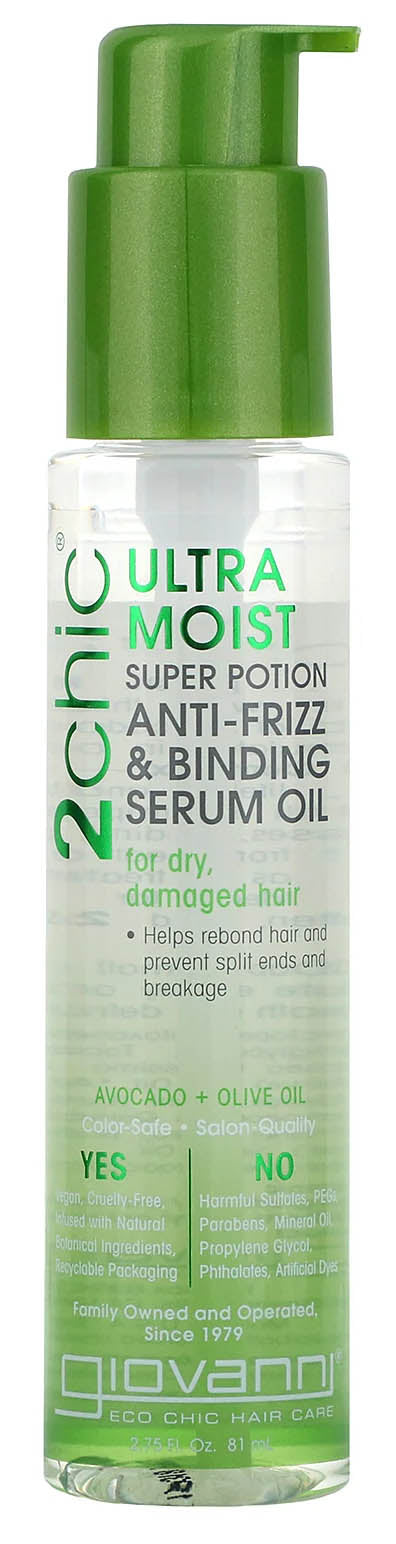 2chic®
ULTRA
MOIST
SUPER POTION
ANTI-FRIZZ
& BINDING
SERUM OIL
for dry,
damaged hair
• Helps rebond hair and
prevent split ends and
breakage
AVOCADO + OLIVE OIL
Color-Safe • Salon-Quality
YES
Vegan, Cruelty-Free,
Infused with Natural
Botanical Ingredients,
Recyclable Packaging
NO
Harmful Sulfates, PEGs,
Parabens, Mineral Oil,
Propylene Glycol,
Phthalates, Artificial Dyes
Family Owned and Operated,
Since 1979
giovanni®
ECO CHIC HAIR CARE
2.75 Fl. Oz. 81 mL